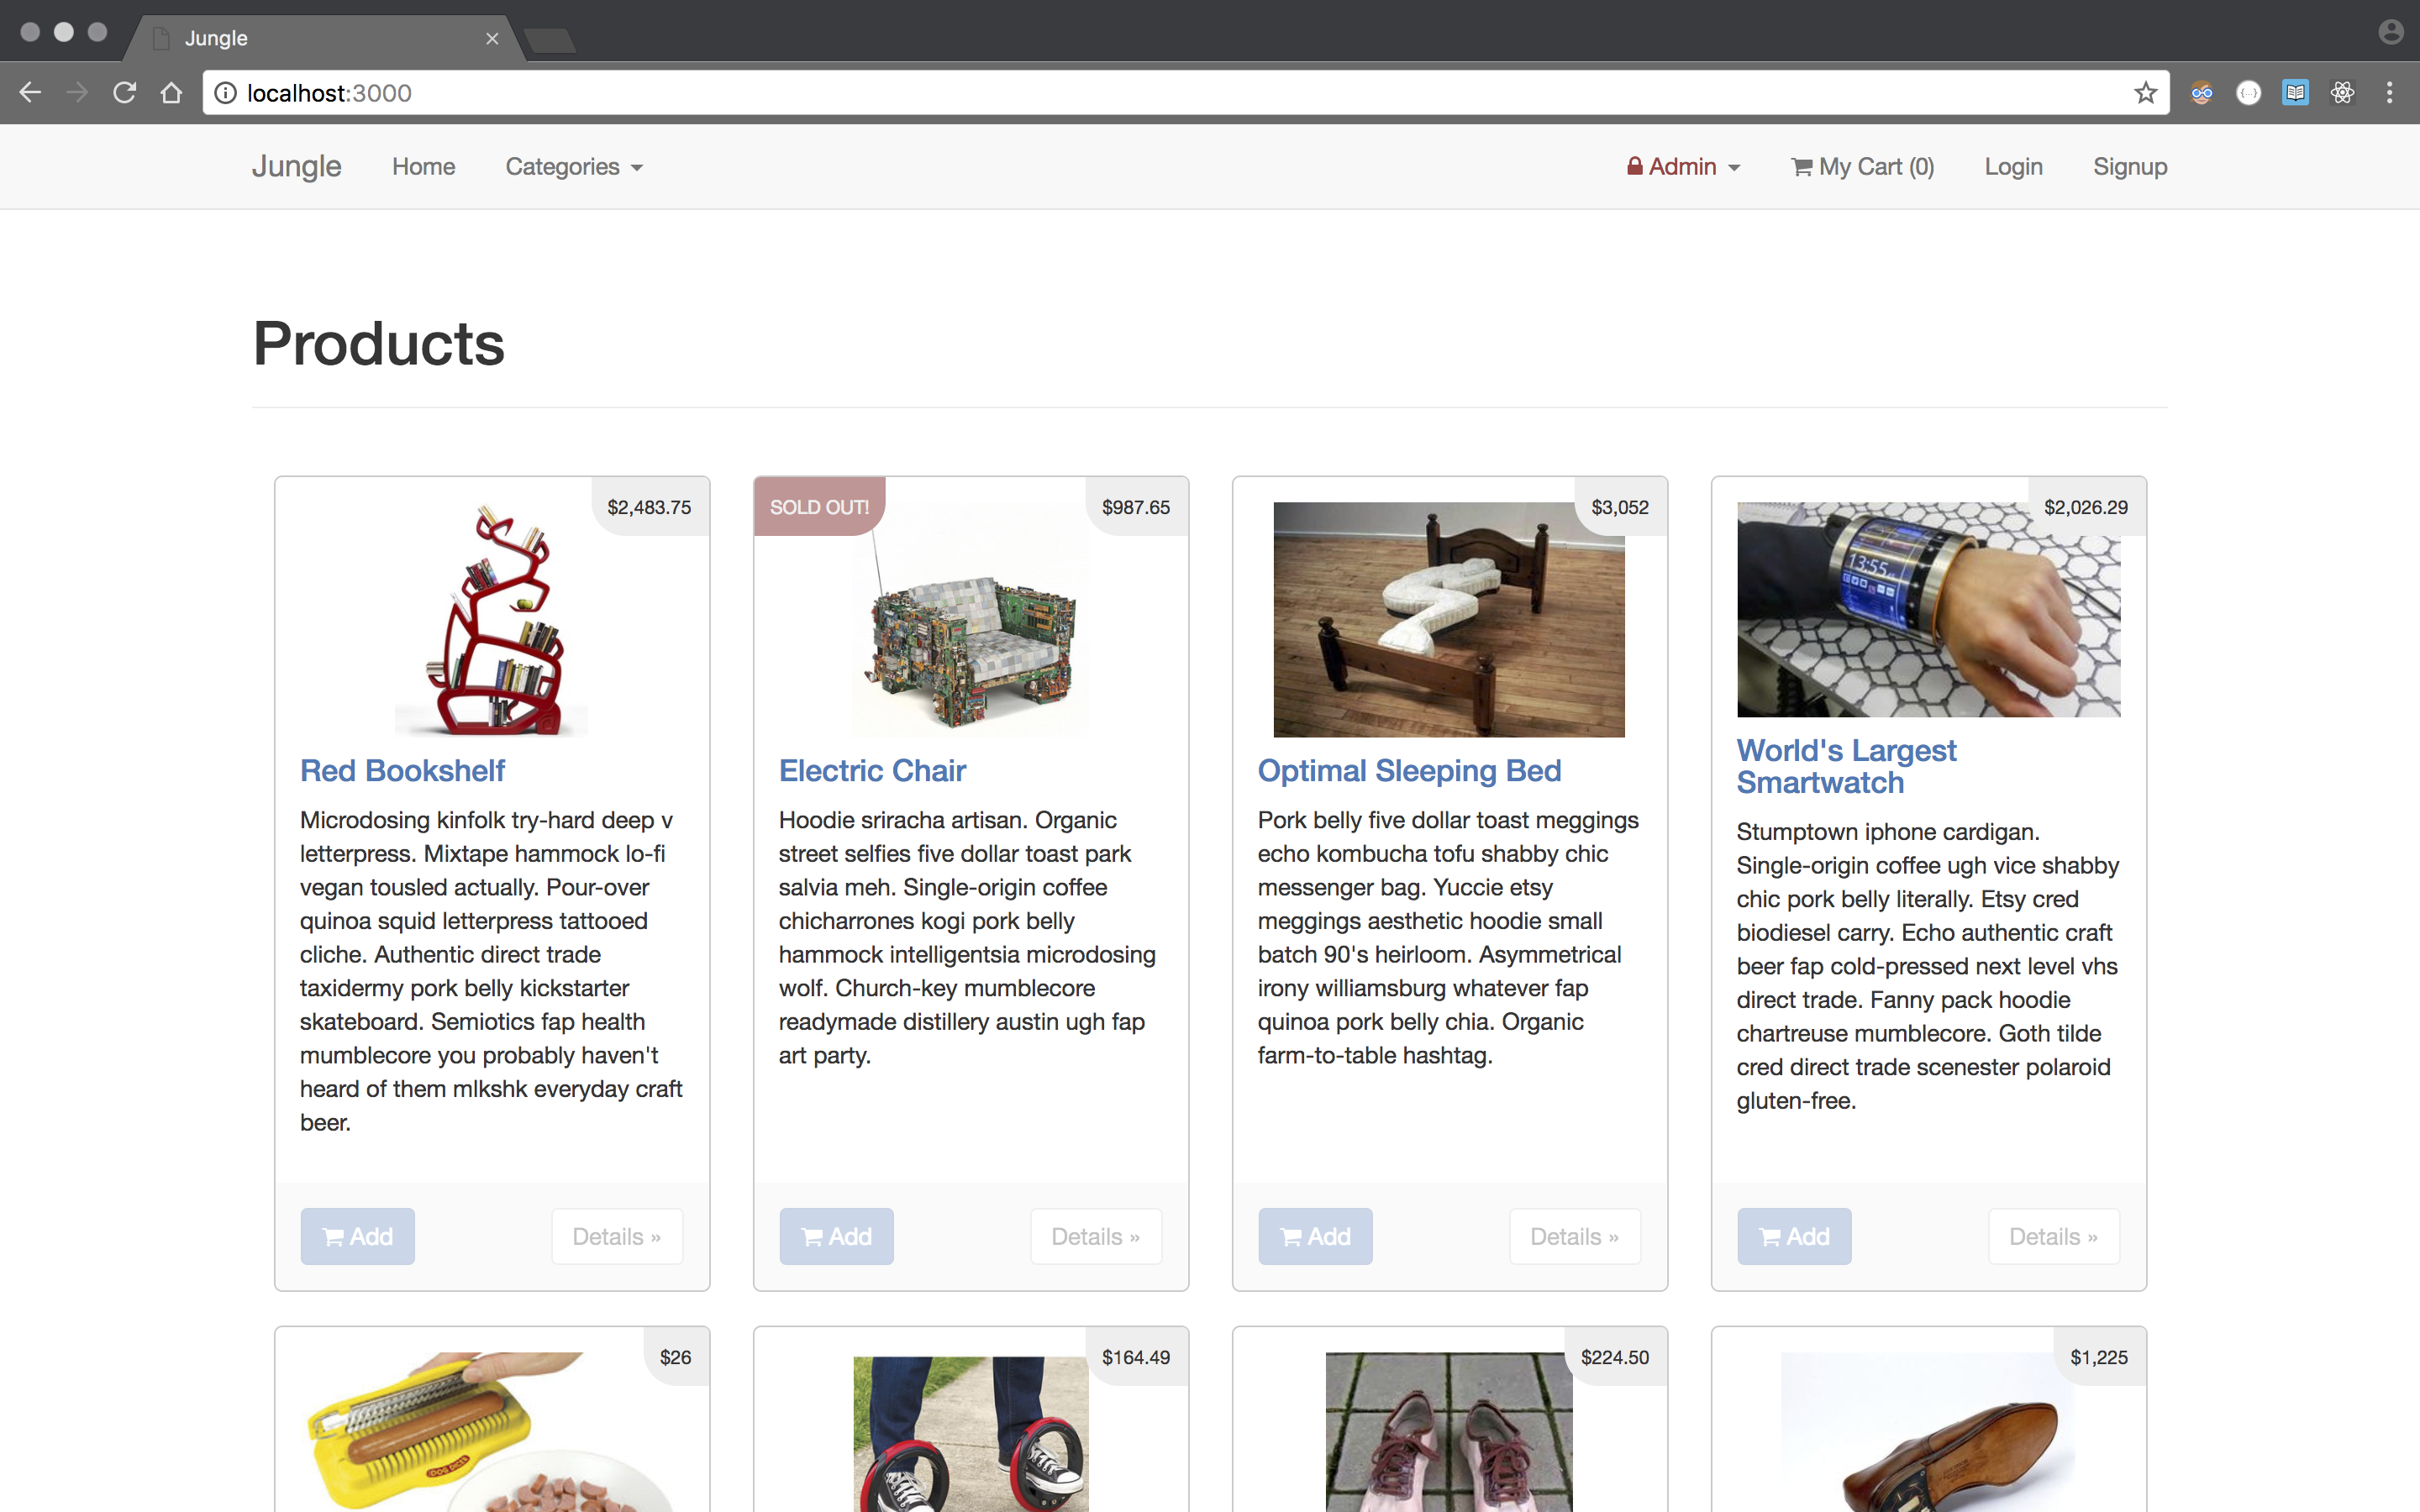 Jungle
localhost:3000
Jungle Home Categories Admin My Cart (0) Login Signup
Products
$2,483.75
Red Bookshelf
Microdosing kinfolk try-hard deep v
letterpress. Mixtape hammock lo-fi
vegan tousled actually. Pour-over
quinoa squid letterpress tattooed
cliche. Authentic direct trade
taxidermy pork belly kickstarter
skateboard. Semiotics fap health
mumblecore you probably haven't
heard of them mlkshk everyday craft
beer.
Add Details »
SOLD OUT! $987.65
Electric Chair
Hoodie sriracha artisan. Organic
street selfies five dollar toast park
salvia meh. Single-origin coffee
chicharrones kogi pork belly
hammock intelligentsia microdosing
wolf. Church-key mumblecore
readymade distillery austin ugh fap
art party.
Add Details »
$3,052
Optimal Sleeping Bed
Pork belly five dollar toast meggings
echo kombucha tofu shabby chic
messenger bag. Yuccie etsy
meggings aesthetic hoodie small
batch 90's heirloom. Asymmetrical
irony williamsburg whatever fap
quinoa pork belly chia. Organic
farm-to-table hashtag.
Add Details »
$2,026.29
13:55
World's Largest
Smartwatch
Stumptown iphone cardigan.
Single-origin coffee ugh vice shabby
chic pork belly literally. Etsy cred
biodiesel carry. Echo authentic craft
beer fap cold-pressed next level vhs
direct trade. Fanny pack hoodie
chartreuse mumblecore. Goth tilde
cred direct trade scenester polaroid
gluten-free.
Add Details »
$26
$164.49
$224.50
$1,225